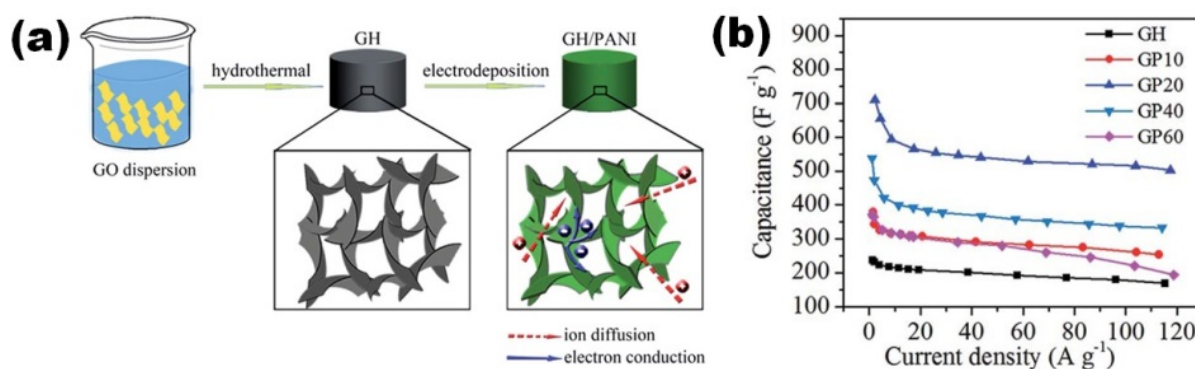 (a)
GO dispersion
hydrothermal
GH
electrodeposition
GH/PANI
ion diffusion
electron conduction
(b)
Capacitance (F g⁻¹)
900
800
700
600
500
400
300
200
100
0 20 40 60 80 100 120
Current density (A g⁻¹)
GH
GP10
GP20
GP40
GP60